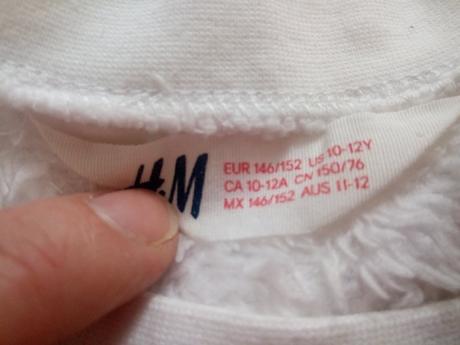 H&M
EUR 146/152 US 10-12Y
CA 10-12A CN 150/76
MX 146/152 AUS 11-12